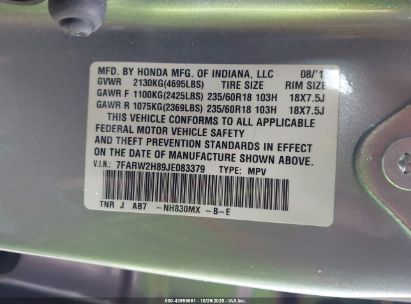 MFD. BY HONDA MFG. OF INDIANA, LLC 08/'1
GVWR 2130KG(4695LBS) TIRE SIZE RIM SIZE
GAWR F 1100KG(2425LBS) 235/60R18 103H 18X7.5J
GAWR R 1075KG(2369LBS) 235/60R18 103H 18X7.5J
THIS VEHICLE CONFORMS TO ALL APPLICABLE
FEDERAL MOTOR VEHICLE SAFETY
AND THEFT PREVENTION STANDARDS IN EFFECT
ON THE DATE OF MANUFACTURE SHOWN ABOVE.
V.I.N.: 7FARW2H89JE083379 TYPE: MPV
TNR J A87 -NH830MX -B-E